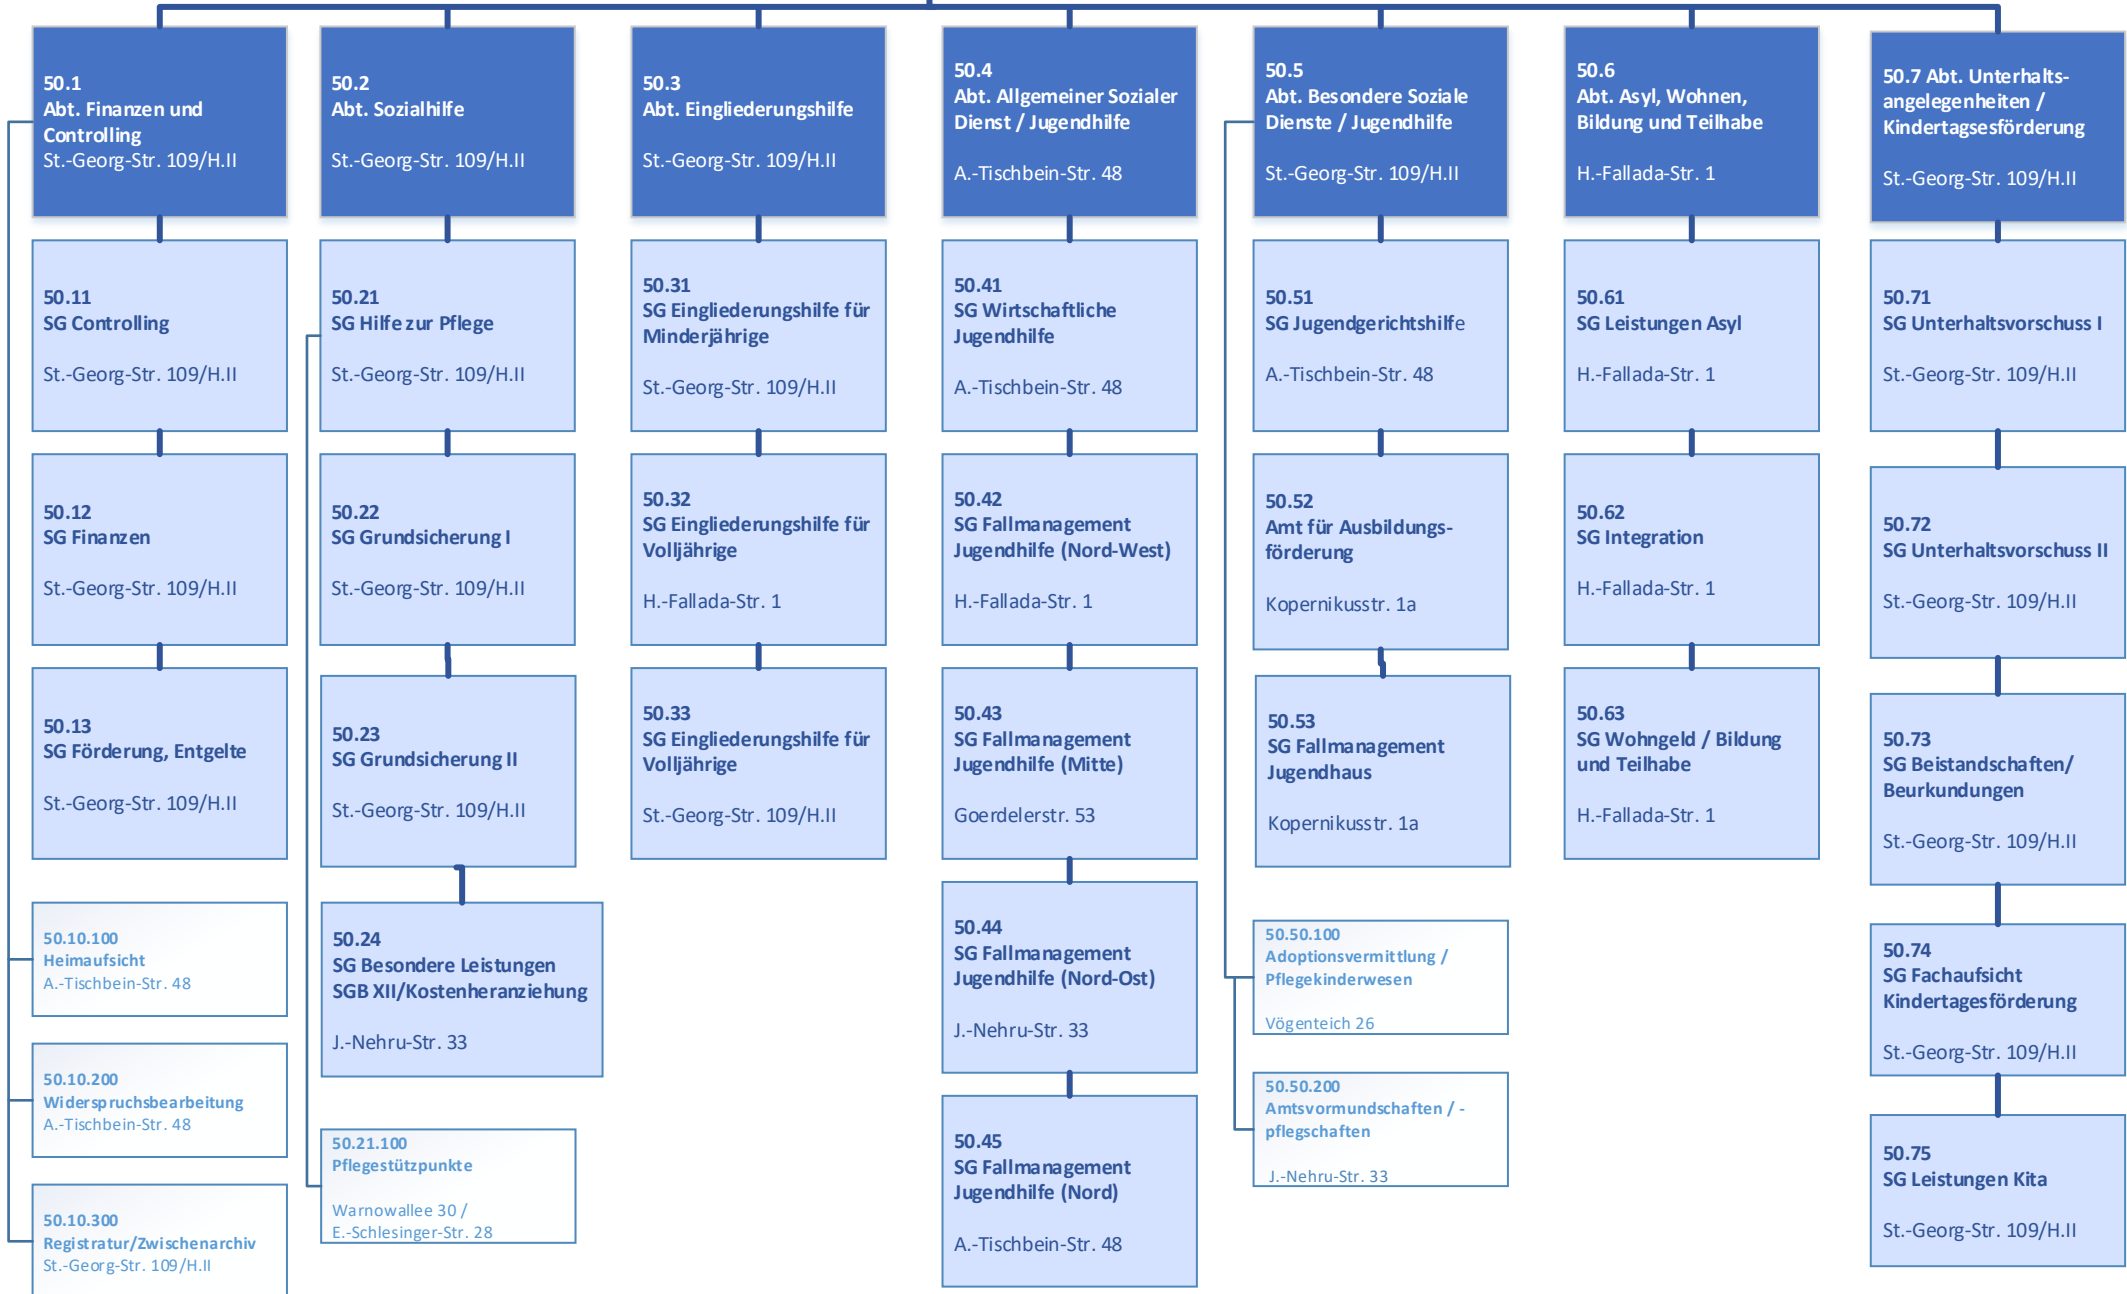 50.1
Abt. Finanzen und
Controlling
St.-Georg-Str. 109/H.II
50.2
Abt. Sozialhilfe
St.-Georg-Str. 109/H.II
50.3
Abt. Eingliederungshilfe
St.-Georg-Str. 109/H.II
50.4
Abt. Allgemeiner Sozialer
Dienst / Jugendhilfe
A.-Tischbein-Str. 48
50.5
Abt. Besondere Soziale
Dienste / Jugendhilfe
St.-Georg-Str. 109/H.II
50.6
Abt. Asyl, Wohnen,
Bildung und Teilhabe
H.-Fallada-Str. 1
50.7 Abt. Unterhalts-
angelegenheiten /
Kindertagsesförderung
St.-Georg-Str. 109/H.II
50.11
SG Controlling
St.-Georg-Str. 109/H.II
50.21
SG Hilfe zur Pflege
St.-Georg-Str. 109/H.II
50.31
SG Eingliederungshilfe für
Minderjährige
St.-Georg-Str. 109/H.II
50.41
SG Wirtschaftliche
Jugendhilfe
A.-Tischbein-Str. 48
50.51
SG Jugendgerichtshilfe
A.-Tischbein-Str. 48
50.61
SG Leistungen Asyl
H.-Fallada-Str. 1
50.71
SG Unterhaltsvorschuss I
St.-Georg-Str. 109/H.II
50.12
SG Finanzen
St.-Georg-Str. 109/H.II
50.22
SG Grundsicherung I
St.-Georg-Str. 109/H.II
50.32
SG Eingliederungshilfe für
Volljährige
H.-Fallada-Str. 1
50.42
SG Fallmanagement
Jugendhilfe (Nord-West)
H.-Fallada-Str. 1
50.52
Amt für Ausbildungs-
förderung
Kopernikusstr. 1a
50.62
SG Integration
H.-Fallada-Str. 1
50.72
SG Unterhaltsvorschuss II
St.-Georg-Str. 109/H.II
50.13
SG Förderung, Entgelte
St.-Georg-Str. 109/H.II
50.23
SG Grundsicherung II
St.-Georg-Str. 109/H.II
50.33
SG Eingliederungshilfe für
Volljährige
St.-Georg-Str. 109/H.II
50.43
SG Fallmanagement
Jugendhilfe (Mitte)
Goerdelerstr. 53
50.53
SG Fallmanagement
Jugendhaus
Kopernikusstr. 1a
50.63
SG Wohngeld / Bildung
und Teilhabe
H.-Fallada-Str. 1
50.73
SG Beistandschaften/
Beurkundungen
St.-Georg-Str. 109/H.II
50.10.100
Heimaufsicht
A.-Tischbein-Str. 48
50.24
SG Besondere Leistungen
SGB XII/Kostenheranziehung
J.-Nehru-Str. 33
50.44
SG Fallmanagement
Jugendhilfe (Nord-Ost)
J.-Nehru-Str. 33
50.50.100
Adoptionsvermittlung /
Pflegekinderwesen
Vögenteich 26
50.74
SG Fachaufsicht
Kindertagesförderung
St.-Georg-Str. 109/H.II
50.10.200
Widerspruchsbearbeitung
A.-Tischbein-Str. 48
50.21.100
Pflegestützpunkte
Warnowallee 30 /
E.-Schlesinger-Str. 28
50.45
SG Fallmanagement
Jugendhilfe (Nord)
A.-Tischbein-Str. 48
50.50.200
Amtsvormundschaften / -
pflegschaften
J.-Nehru-Str. 33
50.75
SG Leistungen Kita
St.-Georg-Str. 109/H.II
50.10.300
Registratur/Zwischenarchiv
St.-Georg-Str. 109/H.II